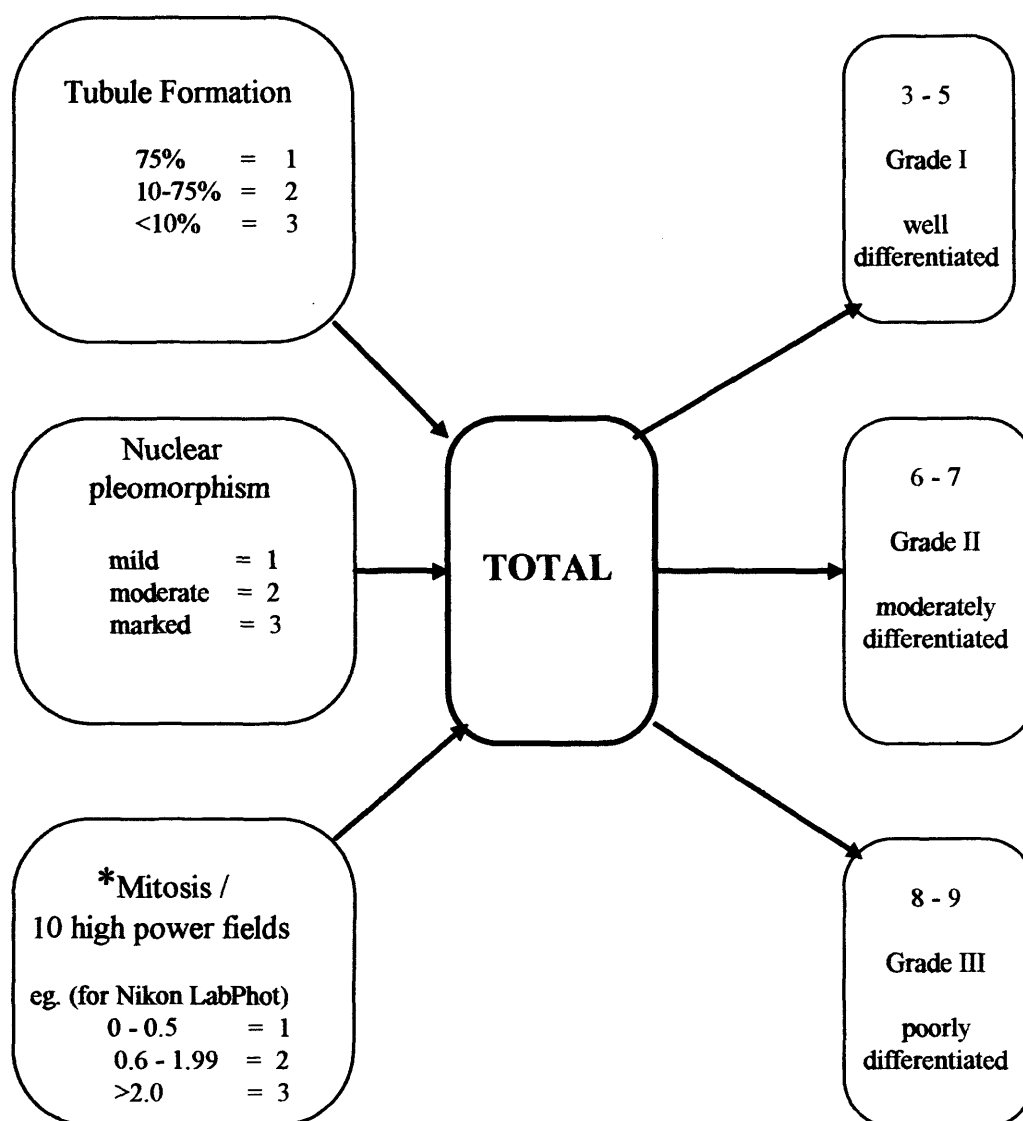 Tubule Formation
75% = 1
10-75% = 2
<10% = 3
Nuclear
pleomorphism
mild = 1
moderate = 2
marked = 3
*Mitosis /
10 high power fields
eg. (for Nikon LabPhot)
0 - 0.5 = 1
0.6 - 1.99 = 2
>2.0 = 3
TOTAL
3 - 5
Grade I
well
differentiated
6 - 7
Grade II
moderately
differentiated
8 - 9
Grade III
poorly
differentiated